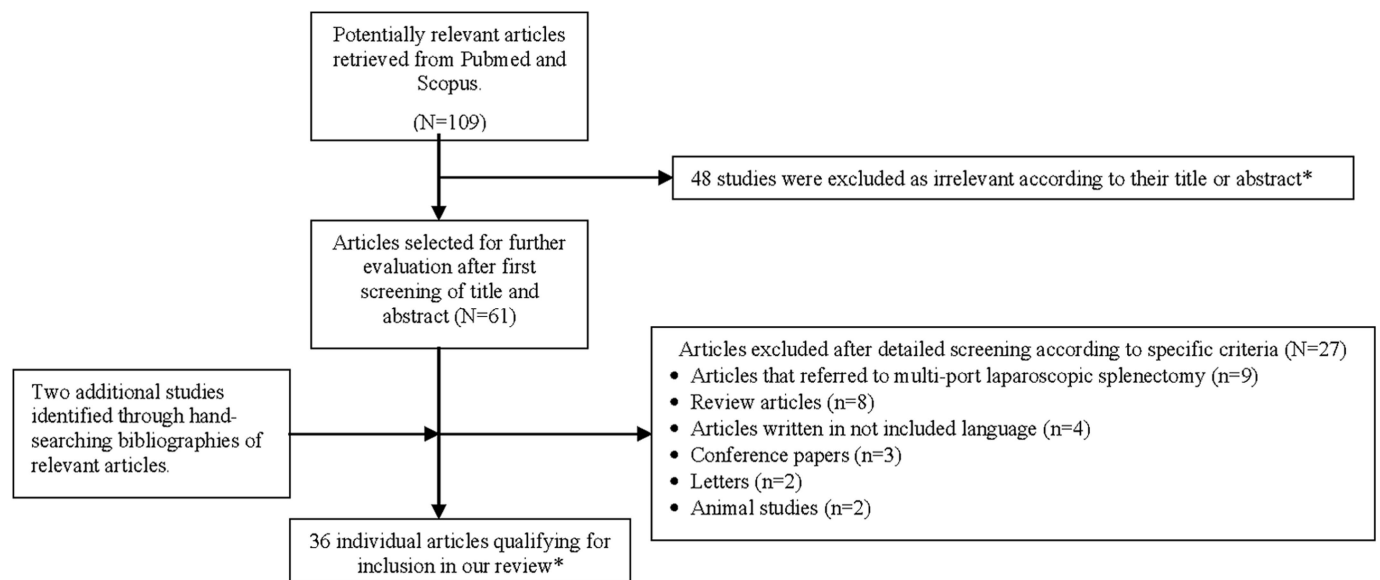 Potentially relevant articles
retrieved from Pubmed and
Scopus.
(N=109)
48 studies were excluded as irrelevant according to their title or abstract*
Articles selected for further
evaluation after first
screening of title and
abstract (N=61)
Two additional studies
identified through hand-
searching bibliographies of
relevant articles.
Articles excluded after detailed screening according to specific criteria (N=27)
• Articles that referred to multi-port laparoscopic splenectomy (n=9)
• Review articles (n=8)
• Articles written in not included language (n=4)
• Conference papers (n=3)
• Letters (n=2)
• Animal studies (n=2)
36 individual articles qualifying for
inclusion in our review*